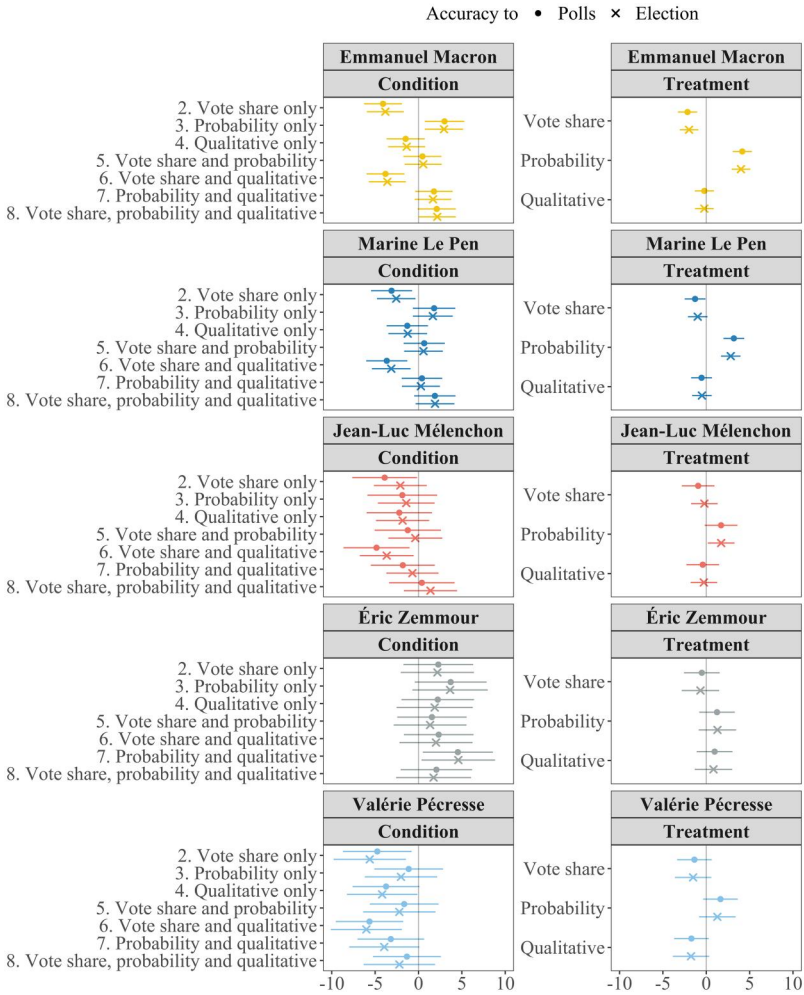 Accuracy to • Polls × Election
Emmanuel Macron
Condition
2. Vote share only
3. Probability only
4. Qualitative only
5. Vote share and probability
6. Vote share and qualitative
7. Probability and qualitative
8. Vote share, probability and qualitative
Emmanuel Macron
Treatment
Vote share
Probability
Qualitative
Marine Le Pen
Condition
2. Vote share only
3. Probability only
4. Qualitative only
5. Vote share and probability
6. Vote share and qualitative
7. Probability and qualitative
8. Vote share, probability and qualitative
Marine Le Pen
Treatment
Vote share
Probability
Qualitative
Jean-Luc Mélenchon
Condition
2. Vote share only
3. Probability only
4. Qualitative only
5. Vote share and probability
6. Vote share and qualitative
7. Probability and qualitative
8. Vote share, probability and qualitative
Jean-Luc Mélenchon
Treatment
Vote share
Probability
Qualitative
Éric Zemmour
Condition
2. Vote share only
3. Probability only
4. Qualitative only
5. Vote share and probability
6. Vote share and qualitative
7. Probability and qualitative
8. Vote share, probability and qualitative
Éric Zemmour
Treatment
Vote share
Probability
Qualitative
Valérie Pécresse
Condition
2. Vote share only
3. Probability only
4. Qualitative only
5. Vote share and probability
6. Vote share and qualitative
7. Probability and qualitative
8. Vote share, probability and qualitative
-10 -5 0 5 10
Valérie Pécresse
Treatment
Vote share
Probability
Qualitative
-10 -5 0 5 10